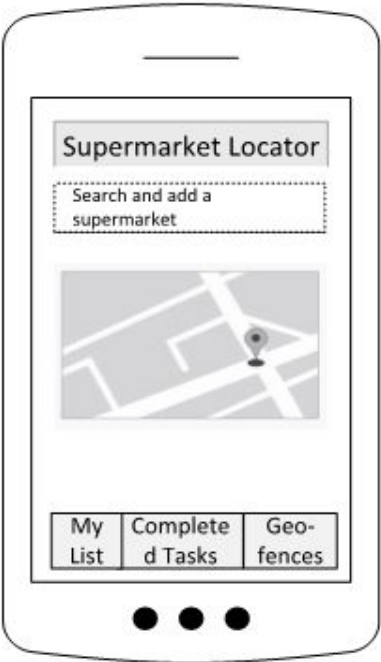 Supermarket Locator
Search and add a
supermarket
My
List
Complete
d Tasks
Geo-
fences